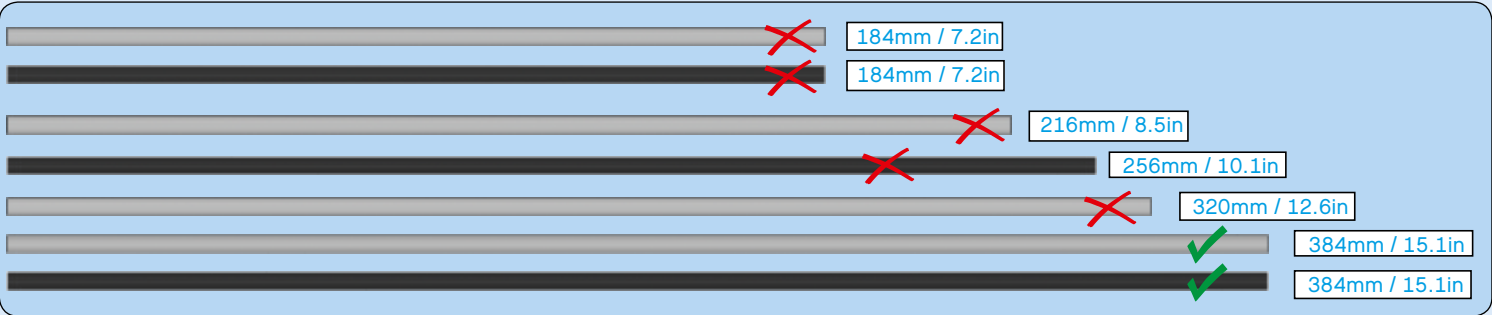 184mm / 7.2in
184mm / 7.2in
216mm / 8.5in
256mm / 10.1in
320mm / 12.6in
384mm / 15.1in
384mm / 15.1in